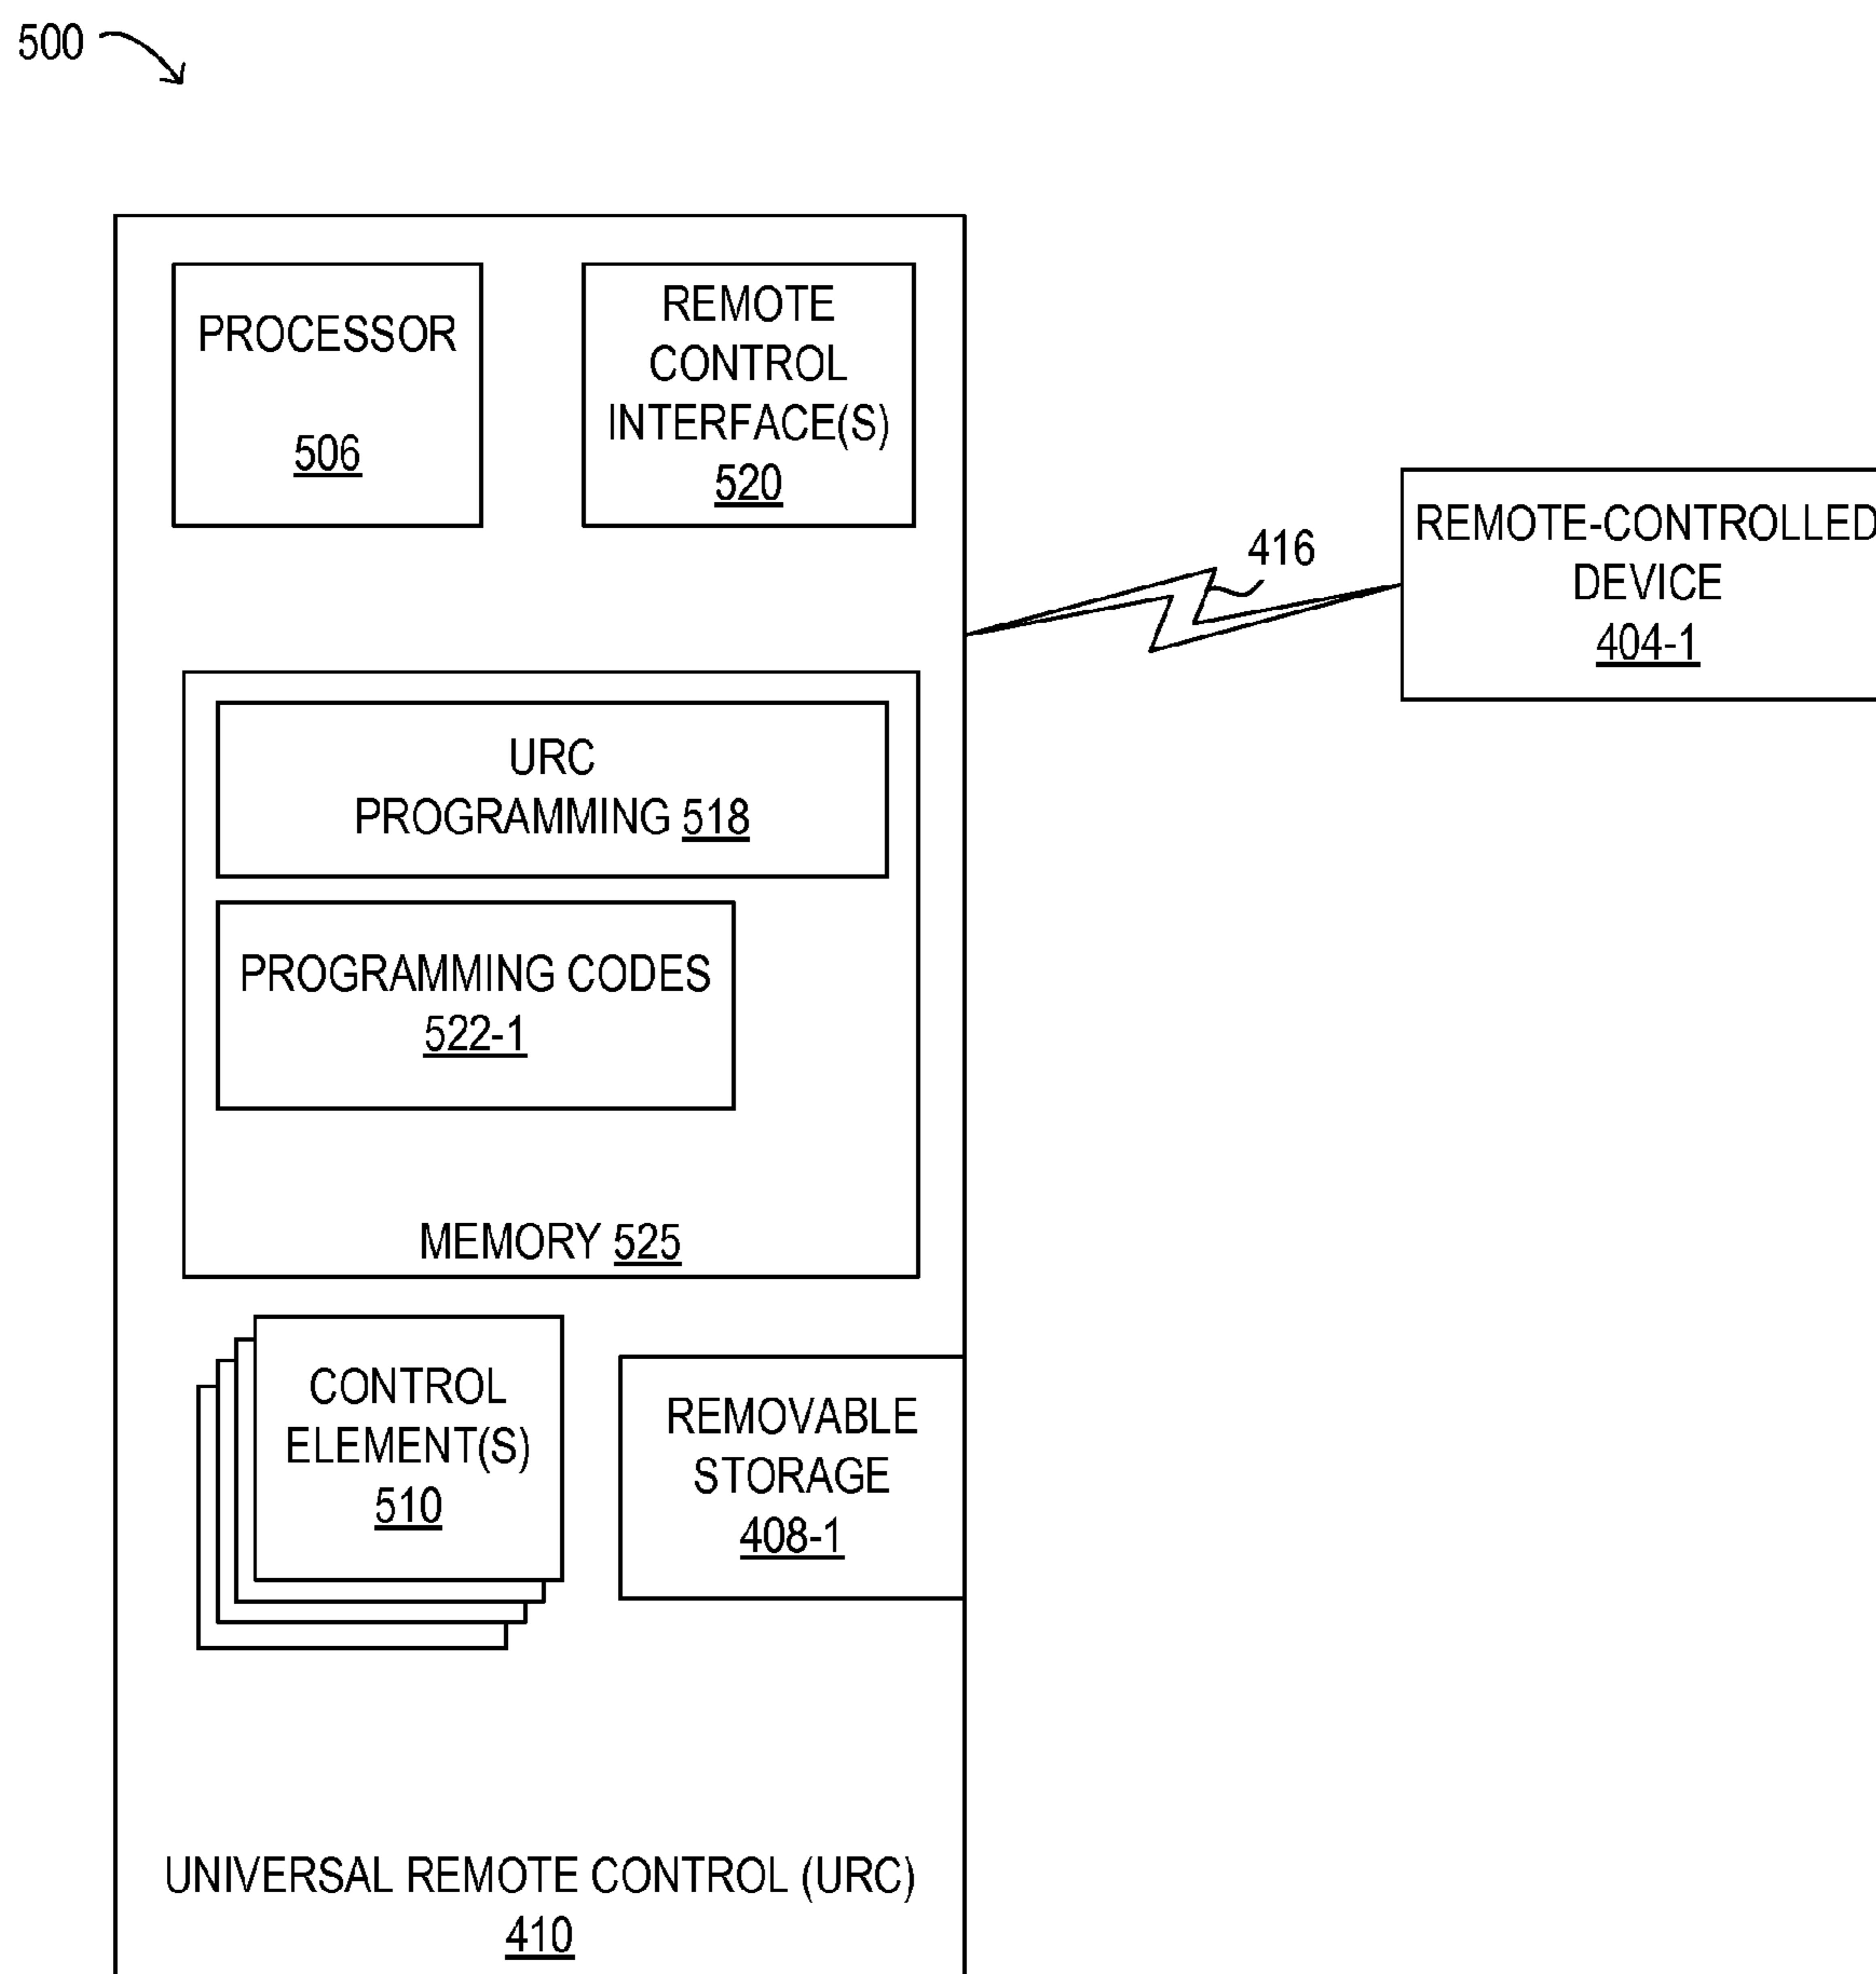 500
PROCESSOR
506
REMOTE
CONTROL
INTERFACE(S)
520
416
REMOTE-CONTROLLED
DEVICE
404-1
URC
PROGRAMMING 518
PROGRAMMING CODES
522-1
MEMORY 525
CONTROL
ELEMENT(S)
510
REMOVABLE
STORAGE
408-1
UNIVERSAL REMOTE CONTROL (URC)
410